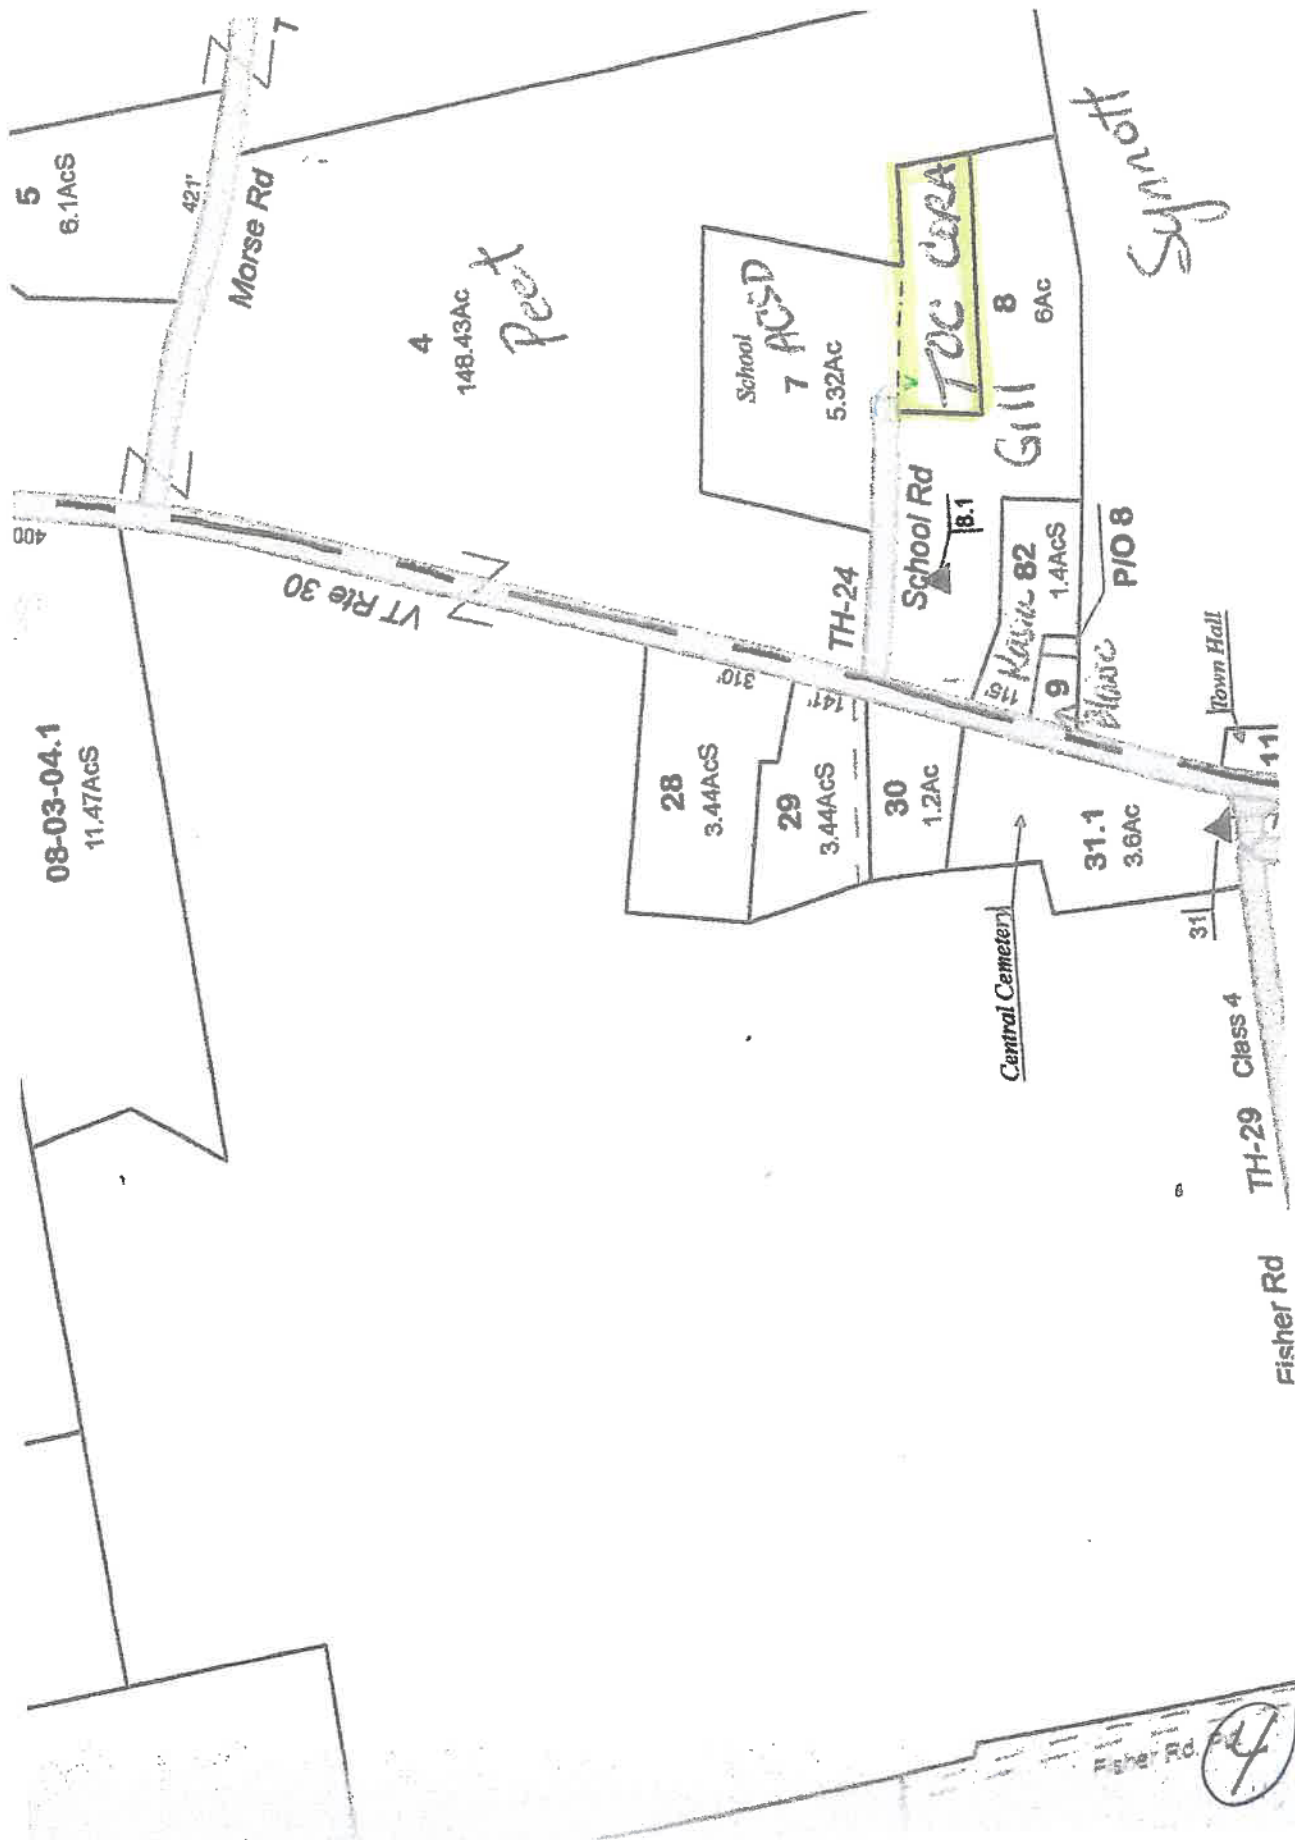 5
6.1AcS
421'
Morse Rd
T
400
VT Rte 30
08-03-04.1
11.47AcS
4
148.43Ac
Peet
School
7 ACSD
5.32Ac
TOC CORA
8
6Ac
Gill
Synnott
TH-24
School Rd
8.1
28
3.44AcS
310'
29
3.44AcS
141'
30
1.2Ac
115'
82
1.4AcS
9
P/O 8
Town Hall
11
31.1
3.6Ac
31
Central Cemetery
TH-29 Class 4
Fisher Rd
Fisher Rd.
4